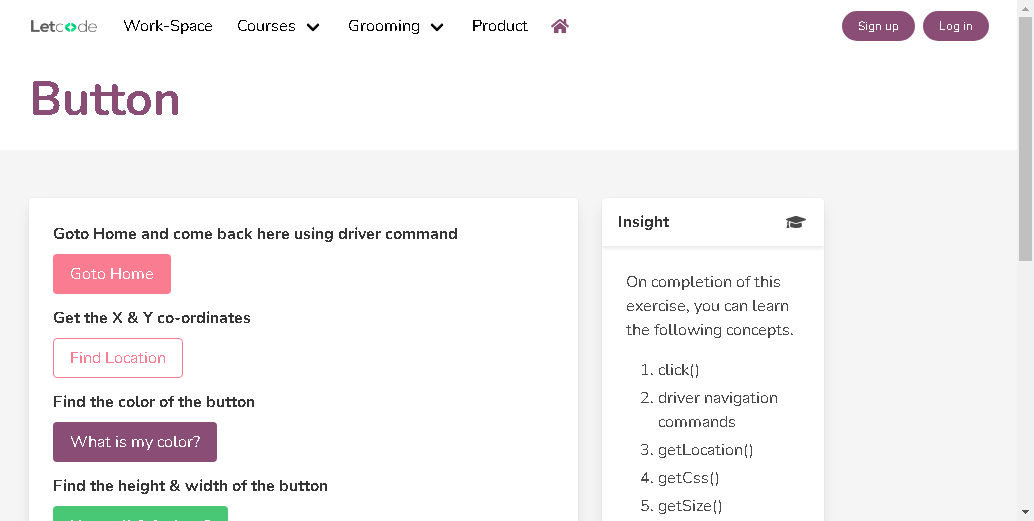 Letcode Work-Space Courses Grooming Product Sign up Log in
Button
Goto Home and come back here using driver command
Goto Home
Get the X & Y co-ordinates
Find Location
Find the color of the button
What is my color?
Find the height & width of the button
Insight
On completion of this
exercise, you can learn
the following concepts.
1. click()
2. driver navigation
commands
3. getLocation()
4. getCss()
5. getSize()